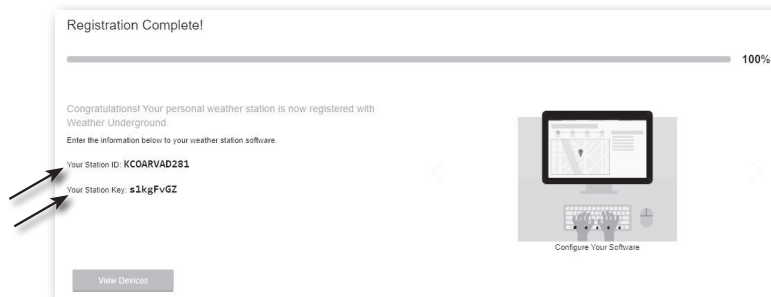 Registration Complete!
100%
Congratulations! Your personal weather station is now registered with
Weather Underground.
Enter the information below to your weather station software.
Your Station ID: KCOARVAD281
Your Station Key: s1kgFvGZ
Configure Your Software
View Devices